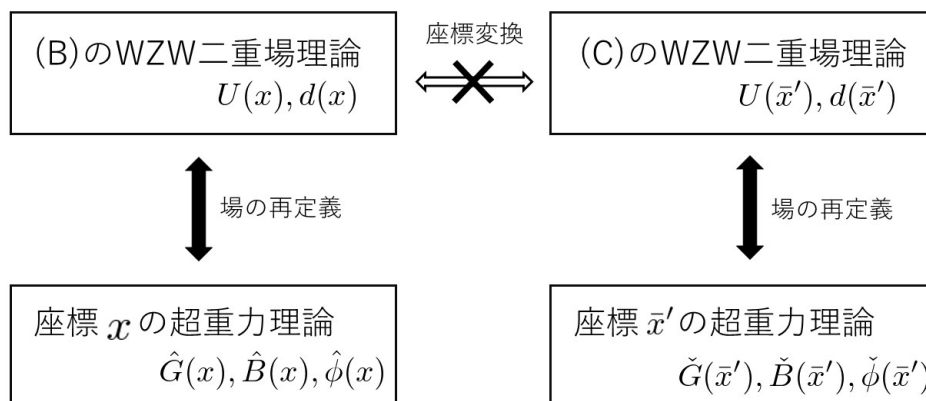 (B)のWZW二重場理論
U(x), d(x)
座標変換
(C)のWZW二重場理論
U(x̄′), d(x̄′)
場の再定義
場の再定義
座標 x の超重力理論
Ĝ(x), B̂(x), φ̂(x)
座標 x̄′の超重力理論
Ǧ(x̄′), B̌(x̄′), φ̌(x̄′)